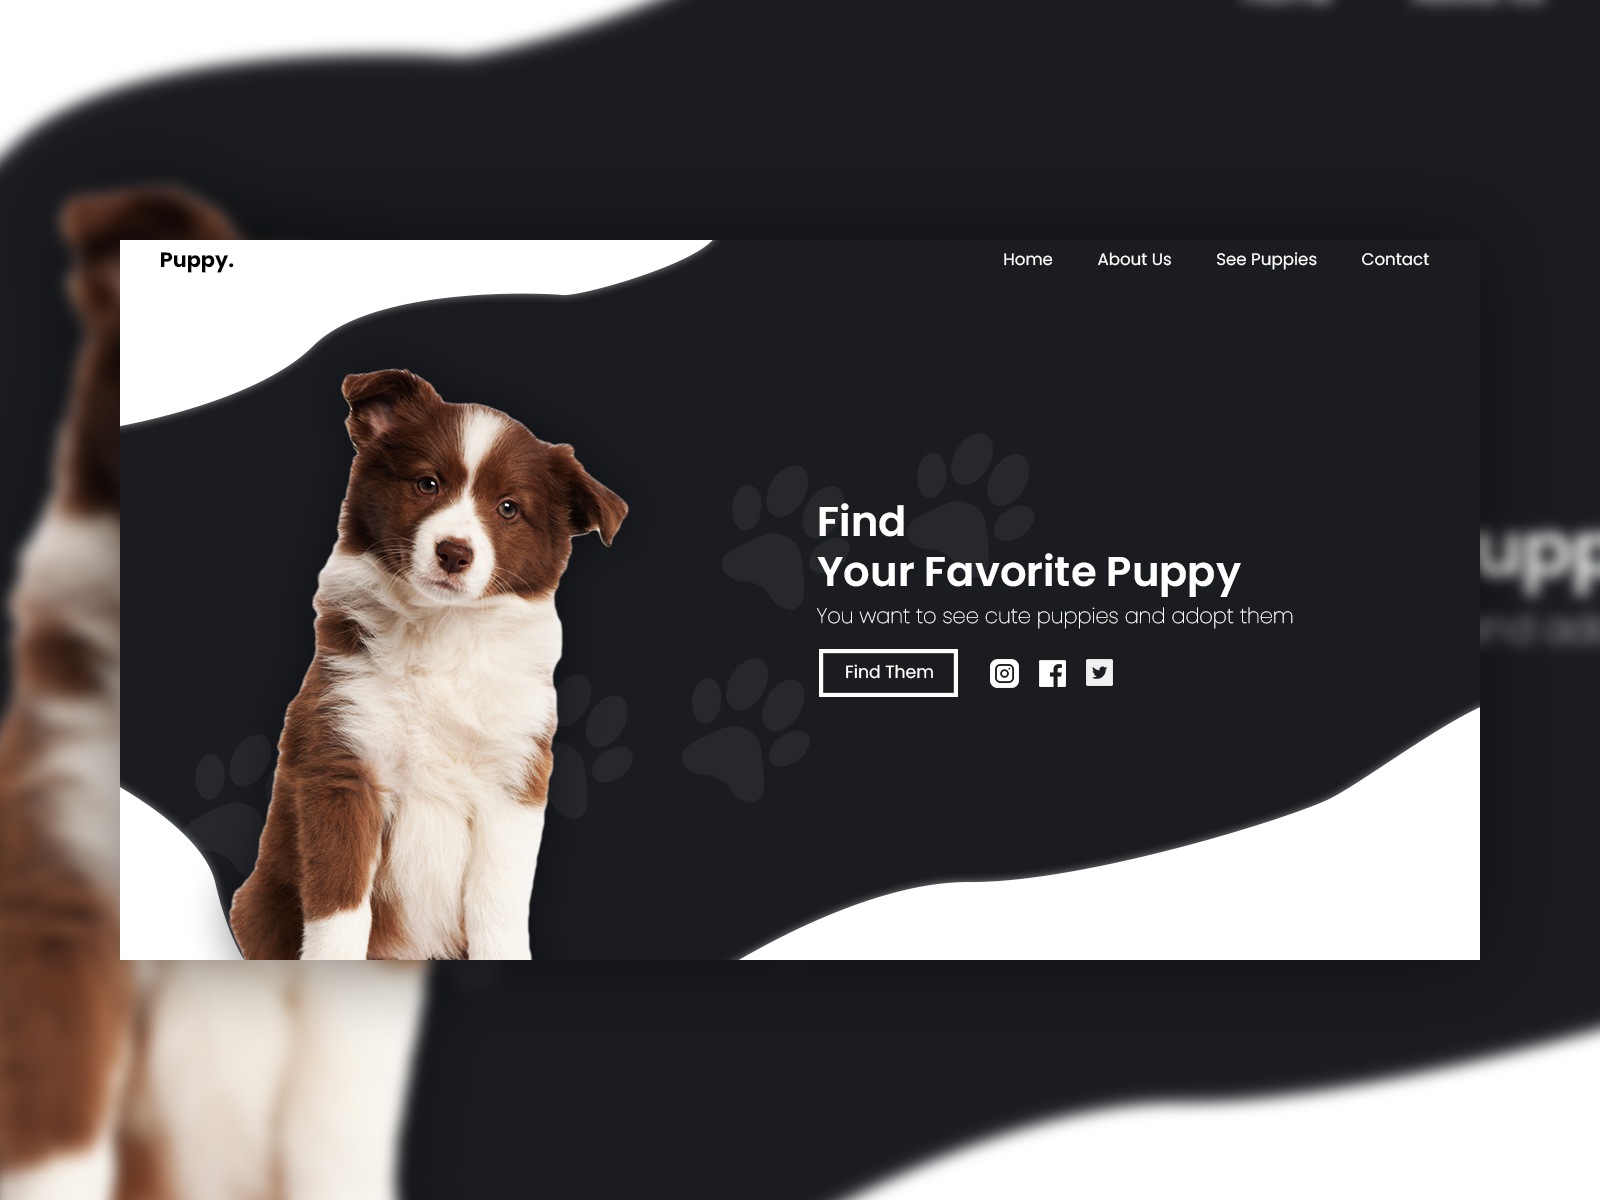 Puppy.
Home About Us See Puppies Contact
Find
Your Favorite Puppy
You want to see cute puppies and adopt them
Find Them